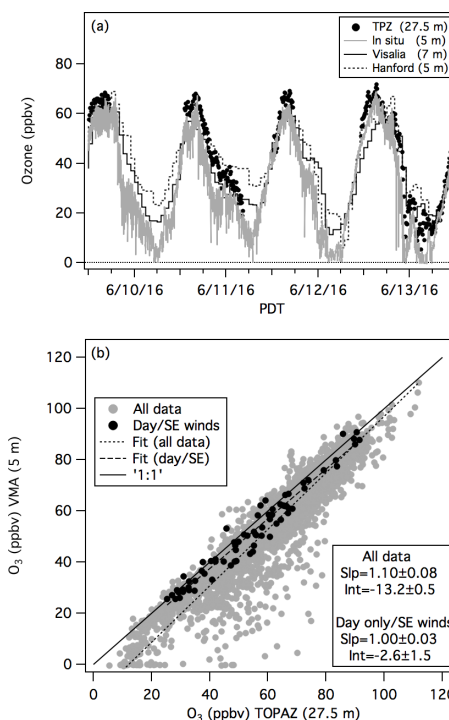 (a)
TPZ (27.5 m)
In situ (5 m)
Visalia (7 m)
Hanford (5 m)
Ozone (ppbv)
80
60
40
20
0
6/10/16 6/11/16 6/12/16 6/13/16
PDT
(b)
O3 (ppbv) VMA (5 m)
120
100
80
60
40
20
0
All data
Day/SE winds
Fit (all data)
Fit (day/SE)
'1:1'
All data
Slp=1.10±0.08
Int=-13.2±0.5
Day only/SE winds
Slp=1.00±0.03
Int=-2.6±1.5
0 20 40 60 80 100 120
O3 (ppbv) TOPAZ (27.5 m)